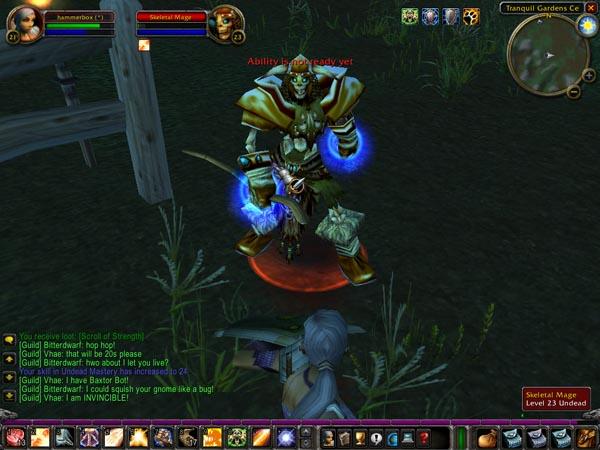 hammerbox (*)
21
Skeletal Mage
23
Tranquil Gardens Ce
N
Ability is not ready yet
You receive loot: [Scroll of Strength]
[Guild] Bitterdwarf: hop hop!
[Guild] Vhae: that will be 20s please
[Guild] Bitterdwarf: hwo about I let you live?
Your skill in Undead Mastery has increased to 24.
[Guild] Vhae: I have Baxtor Bot!
[Guild] Bitterdwarf: I could squish your gnome like a bug!
[Guild] Vhae: I am INVINCIBLE!
Skeletal Mage
Level 23 Undead